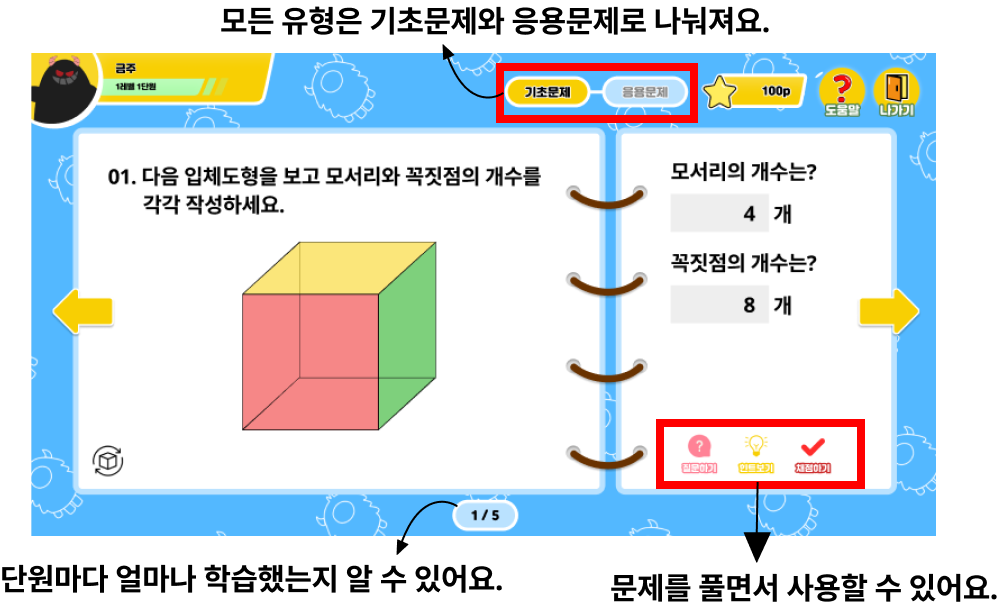 모든 유형은 기초문제와 응용문제로 나눠져요.
금주
1레벨 1단원
기초문제
응용문제
100p
?
도움말
나가기
01. 다음 입체도형을 보고 모서리와 꼭짓점의 개수를
각각 작성하세요.
모서리의 개수는?
4 개
꼭짓점의 개수는?
8 개
?
질문하기
힌트보기
채점하기
1 / 5
단원마다 얼마나 학습했는지 알 수 있어요.
문제를 풀면서 사용할 수 있어요.